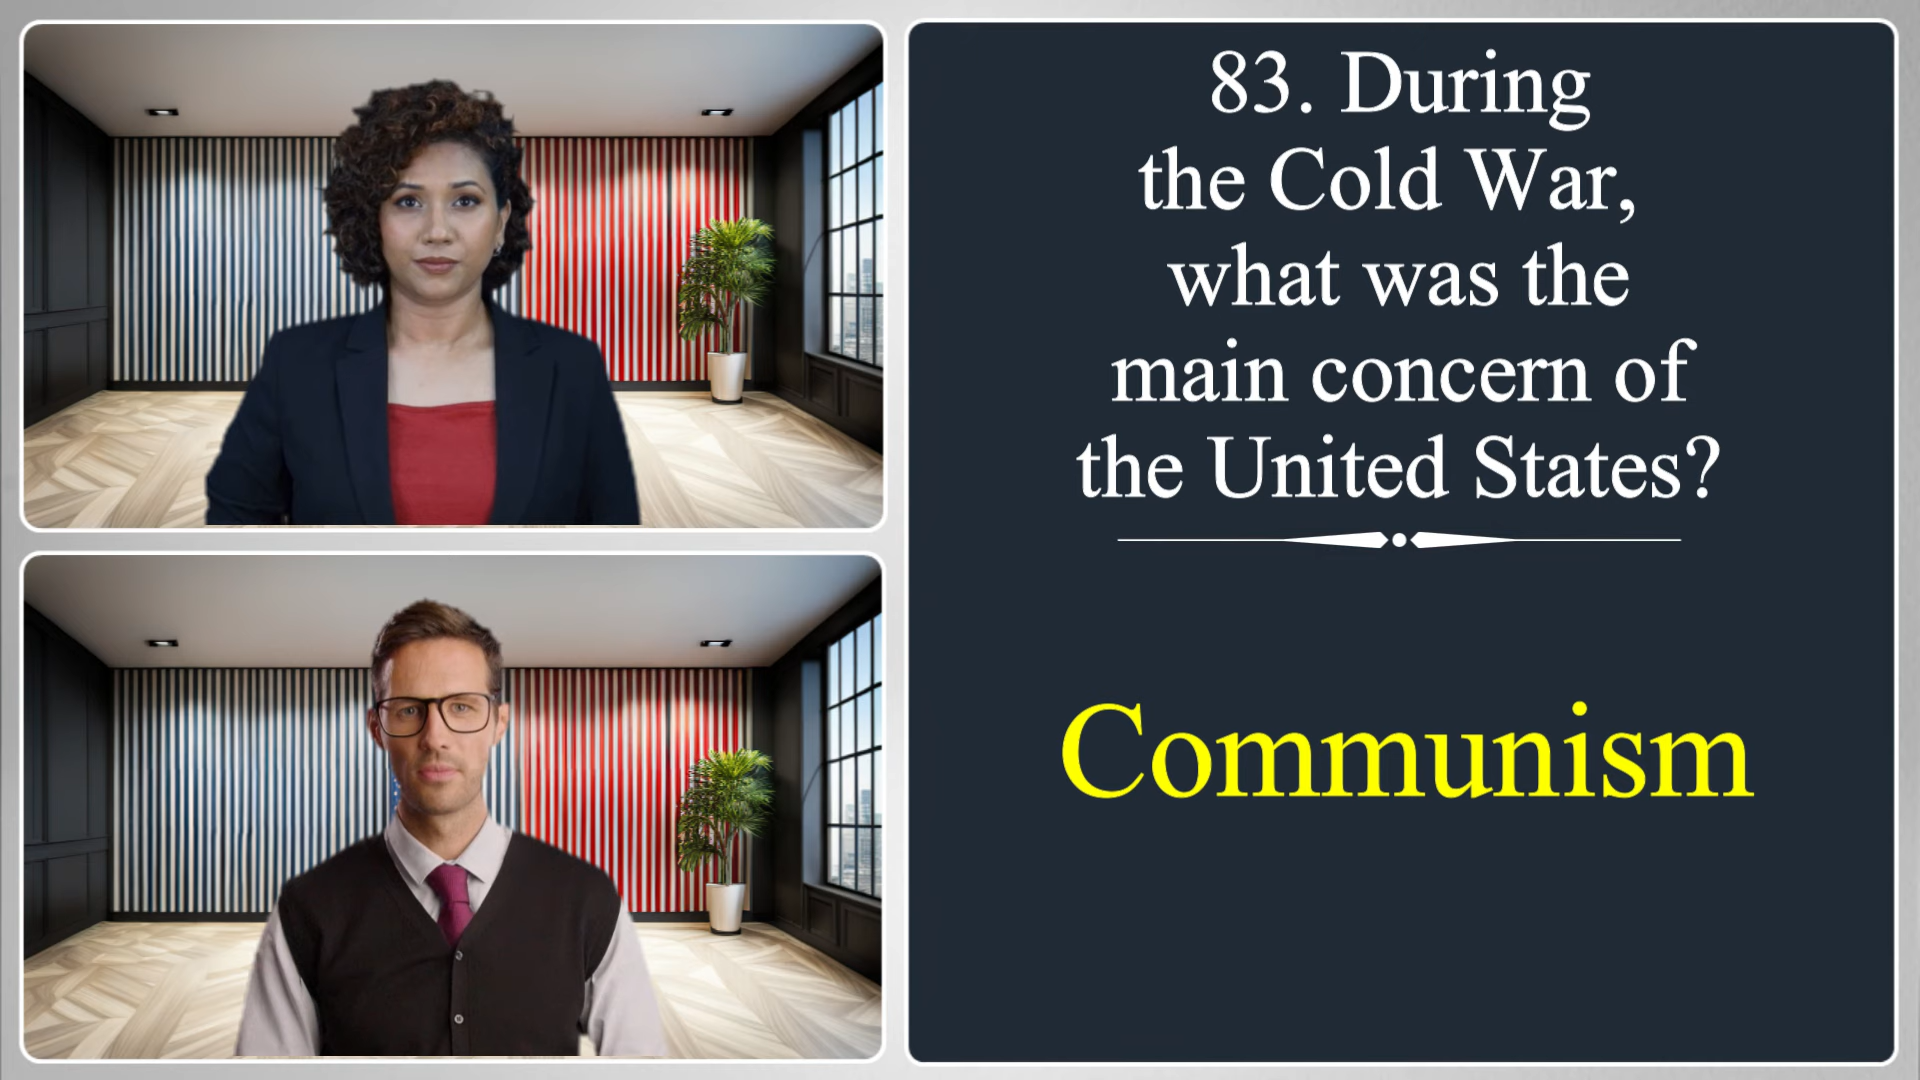 83. During
the Cold War,
what was the
main concern of
the United States?
Communism